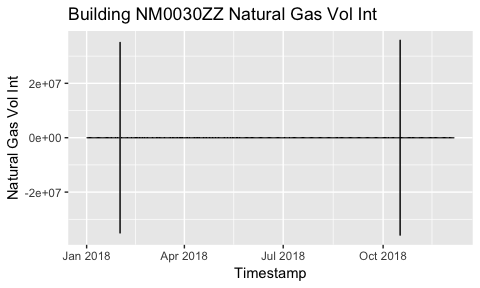 Building NM0030ZZ Natural Gas Vol Int
Natural Gas Vol Int
2e+07
0e+00
-2e+07
Jan 2018 Apr 2018 Jul 2018 Oct 2018
Timestamp